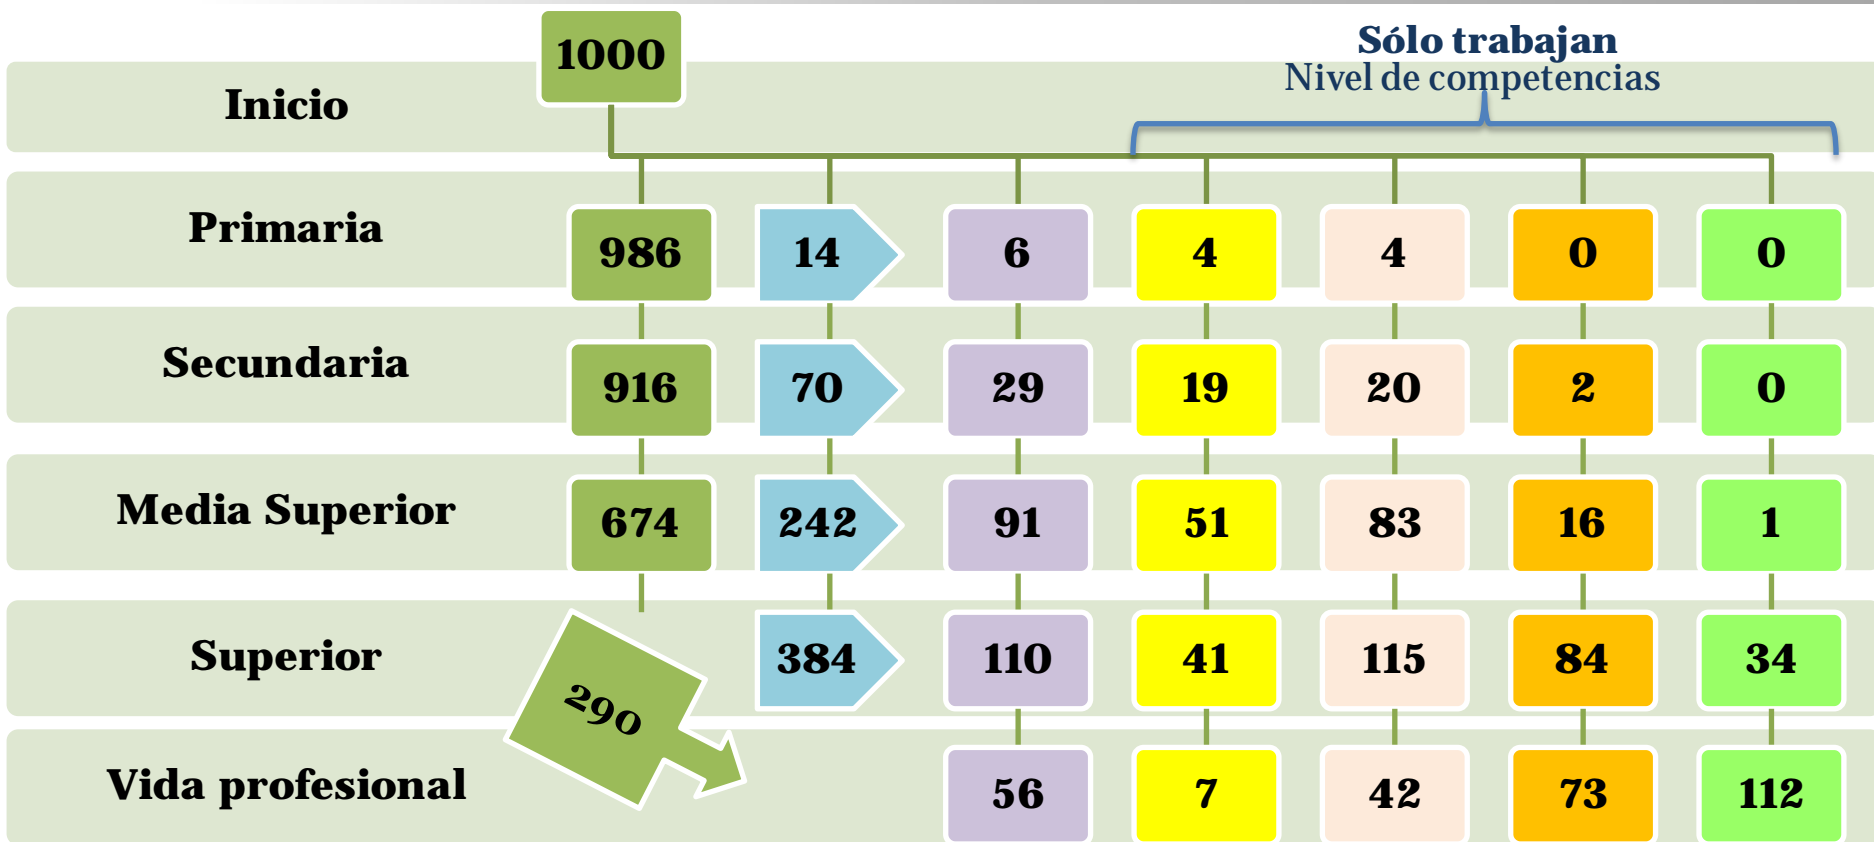 1000
Sólo trabajan
Nivel de competencias
Inicio
Primaria
986 14 6 4 4 0 0
Secundaria
916 70 29 19 20 2 0
Media Superior
674 242 91 51 83 16 1
Superior
290 384 110 41 115 84 34
Vida profesional
56 7 42 73 112